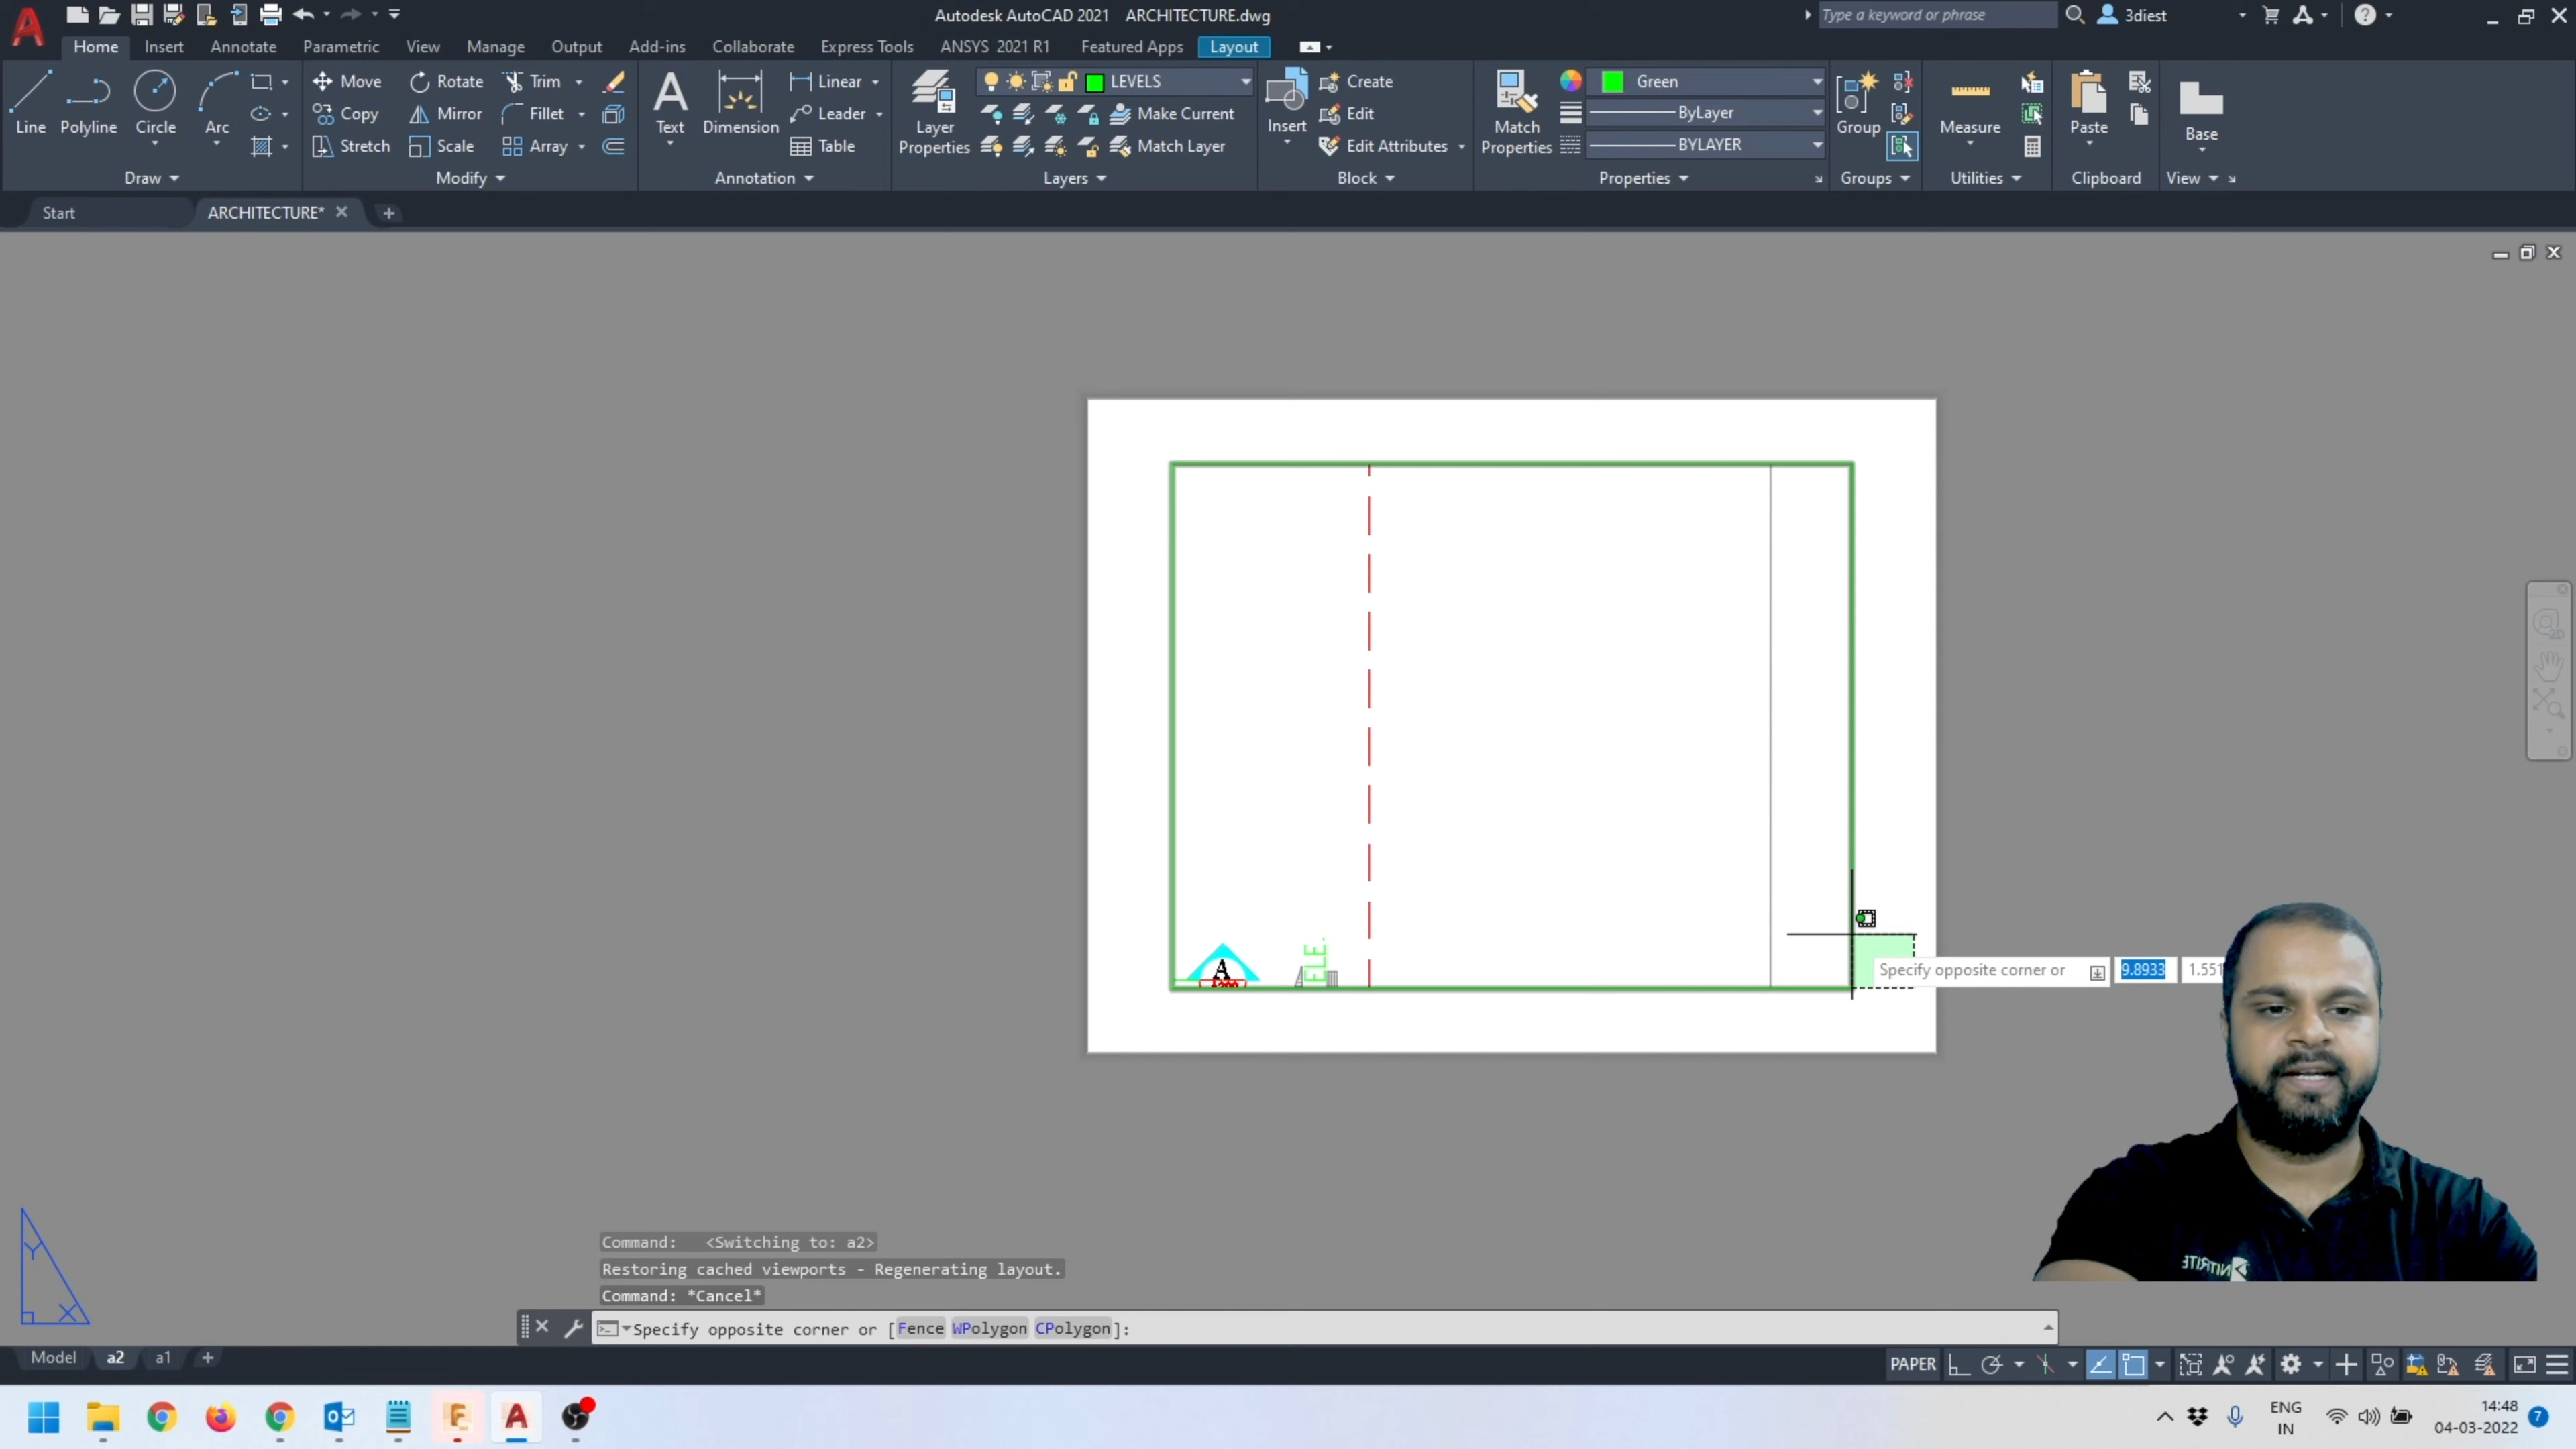 Autodesk AutoCAD 2021 ARCHITECTURE.dwg
Type a keyword or phrase
3diest
Home Insert Annotate Parametric View Manage Output Add-ins Collaborate Express Tools ANSYS 2021 R1 Featured Apps Layout
Line Polyline Circle Arc
Move Rotate Trim
Copy Mirror Fillet
Stretch Scale Array
Text Dimension
Linear
Leader
Table
Layer Properties
LEVELS
Make Current
Match Layer
Insert
Create
Edit
Edit Attributes
Match Properties
Green
ByLayer
BYLAYER
Group
Measure
Paste
Base
Draw Modify Annotation Layers Block Properties Groups Utilities Clipboard View
Start ARCHITECTURE*
A
ELE.
Specify opposite corner or 9.8933 1.551
NITRITE
Y
X
Command: <Switching to: a2>
Restoring cached viewports - Regenerating layout.
Command: *Cancel*
Specify opposite corner or [Fence WPolygon CPolygon]:
Model a2 a1
PAPER
ENG
IN
14:48
04-03-2022
7